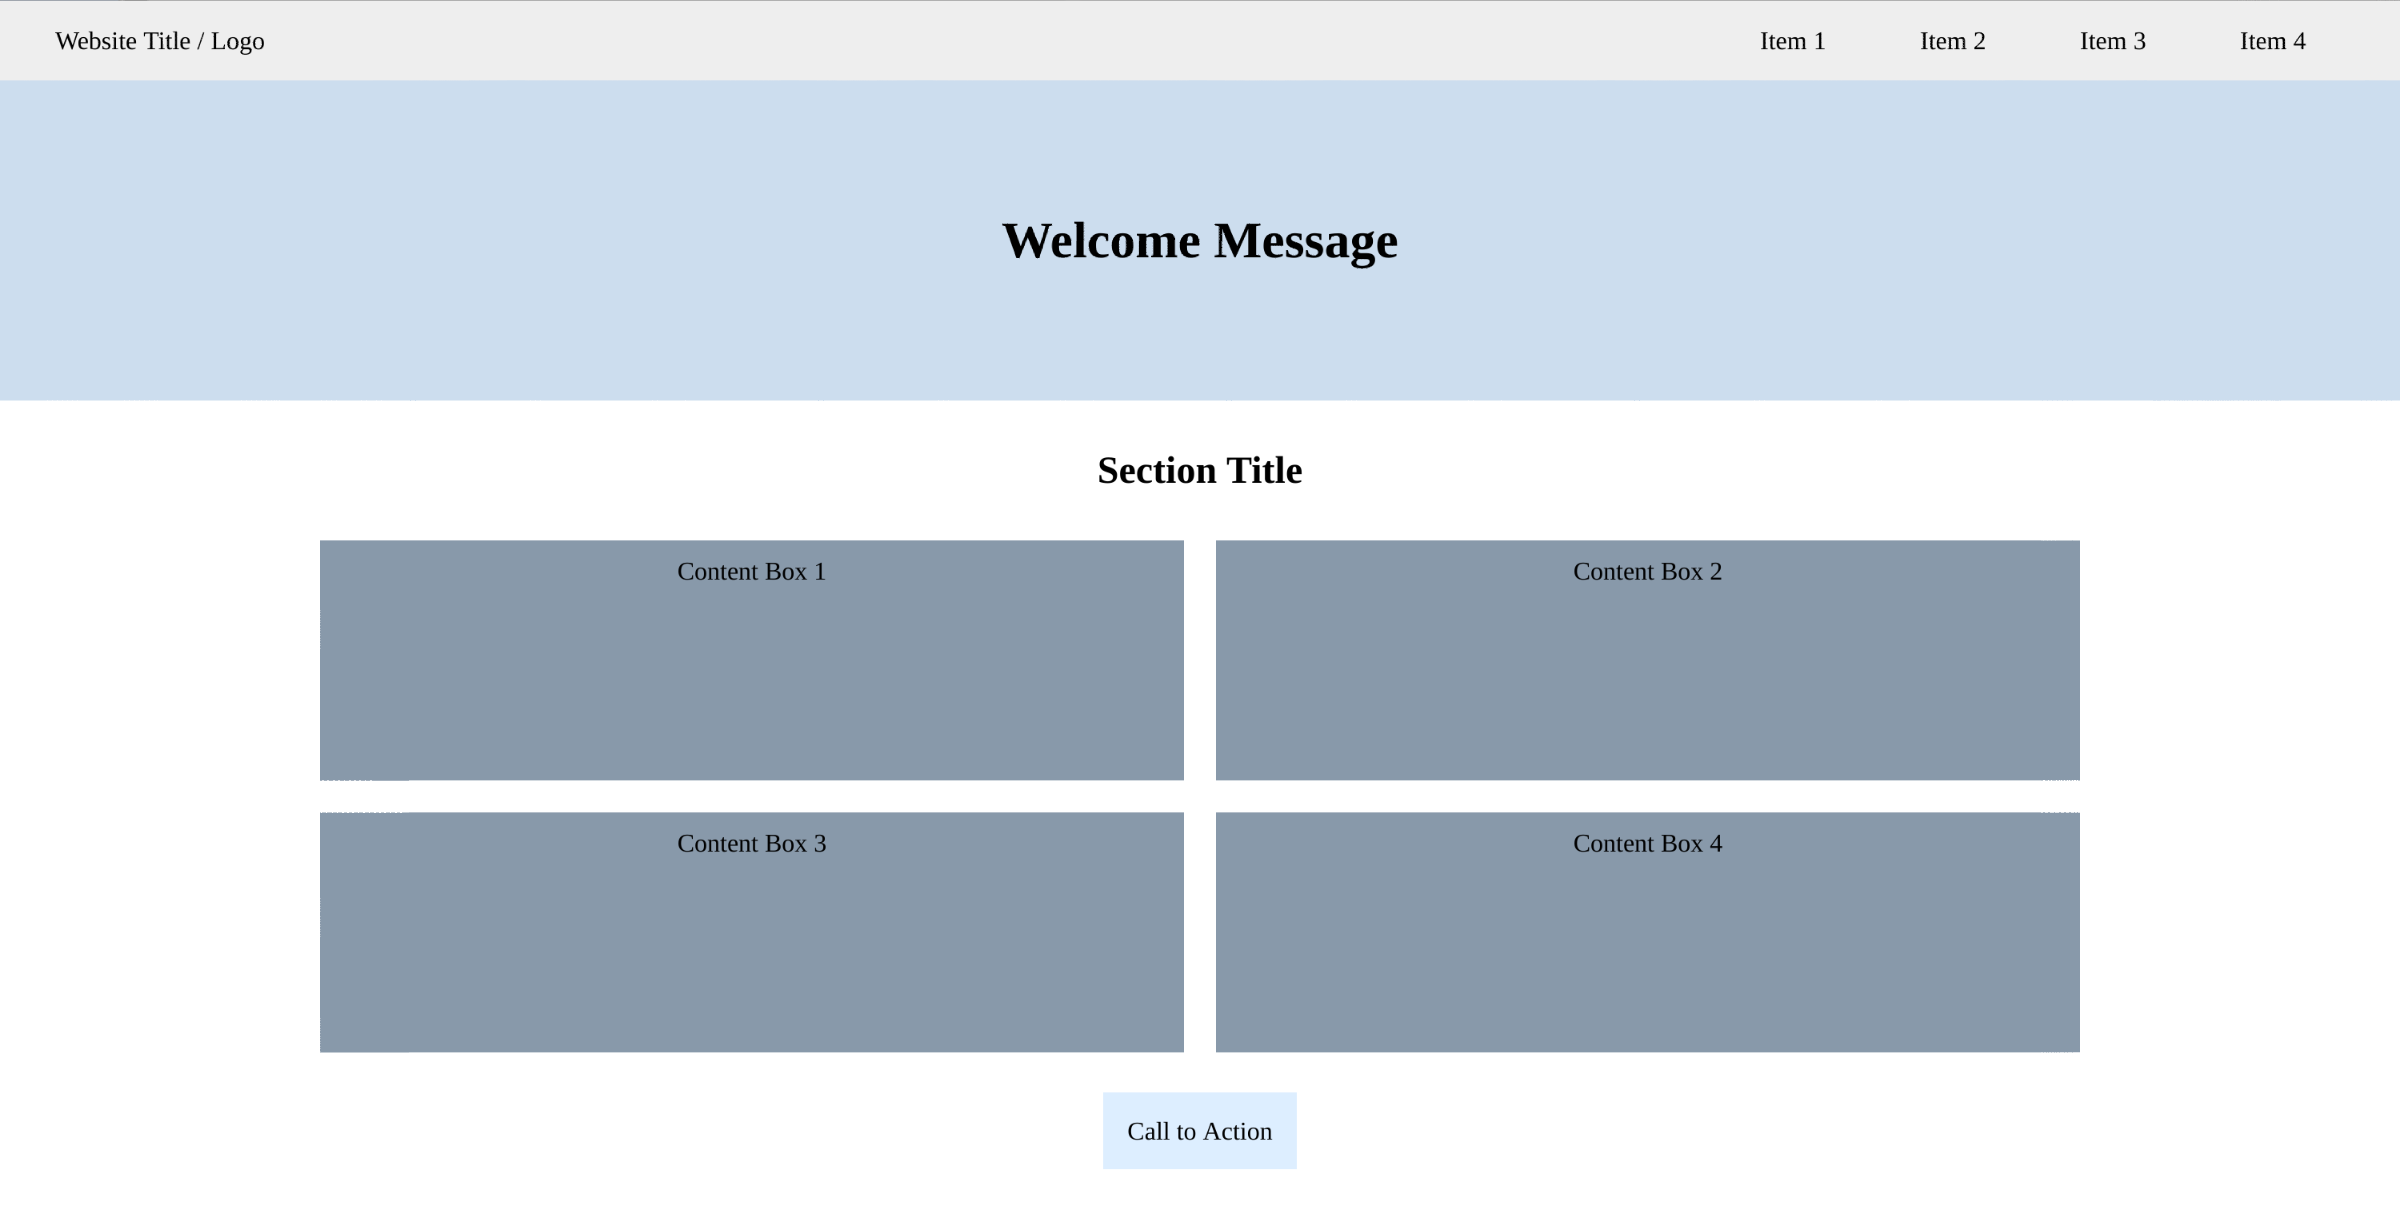 Website Title / Logo
Item 1 Item 2 Item 3 Item 4
Welcome Message
Section Title
Content Box 1
Content Box 2
Content Box 3
Content Box 4
Call to Action